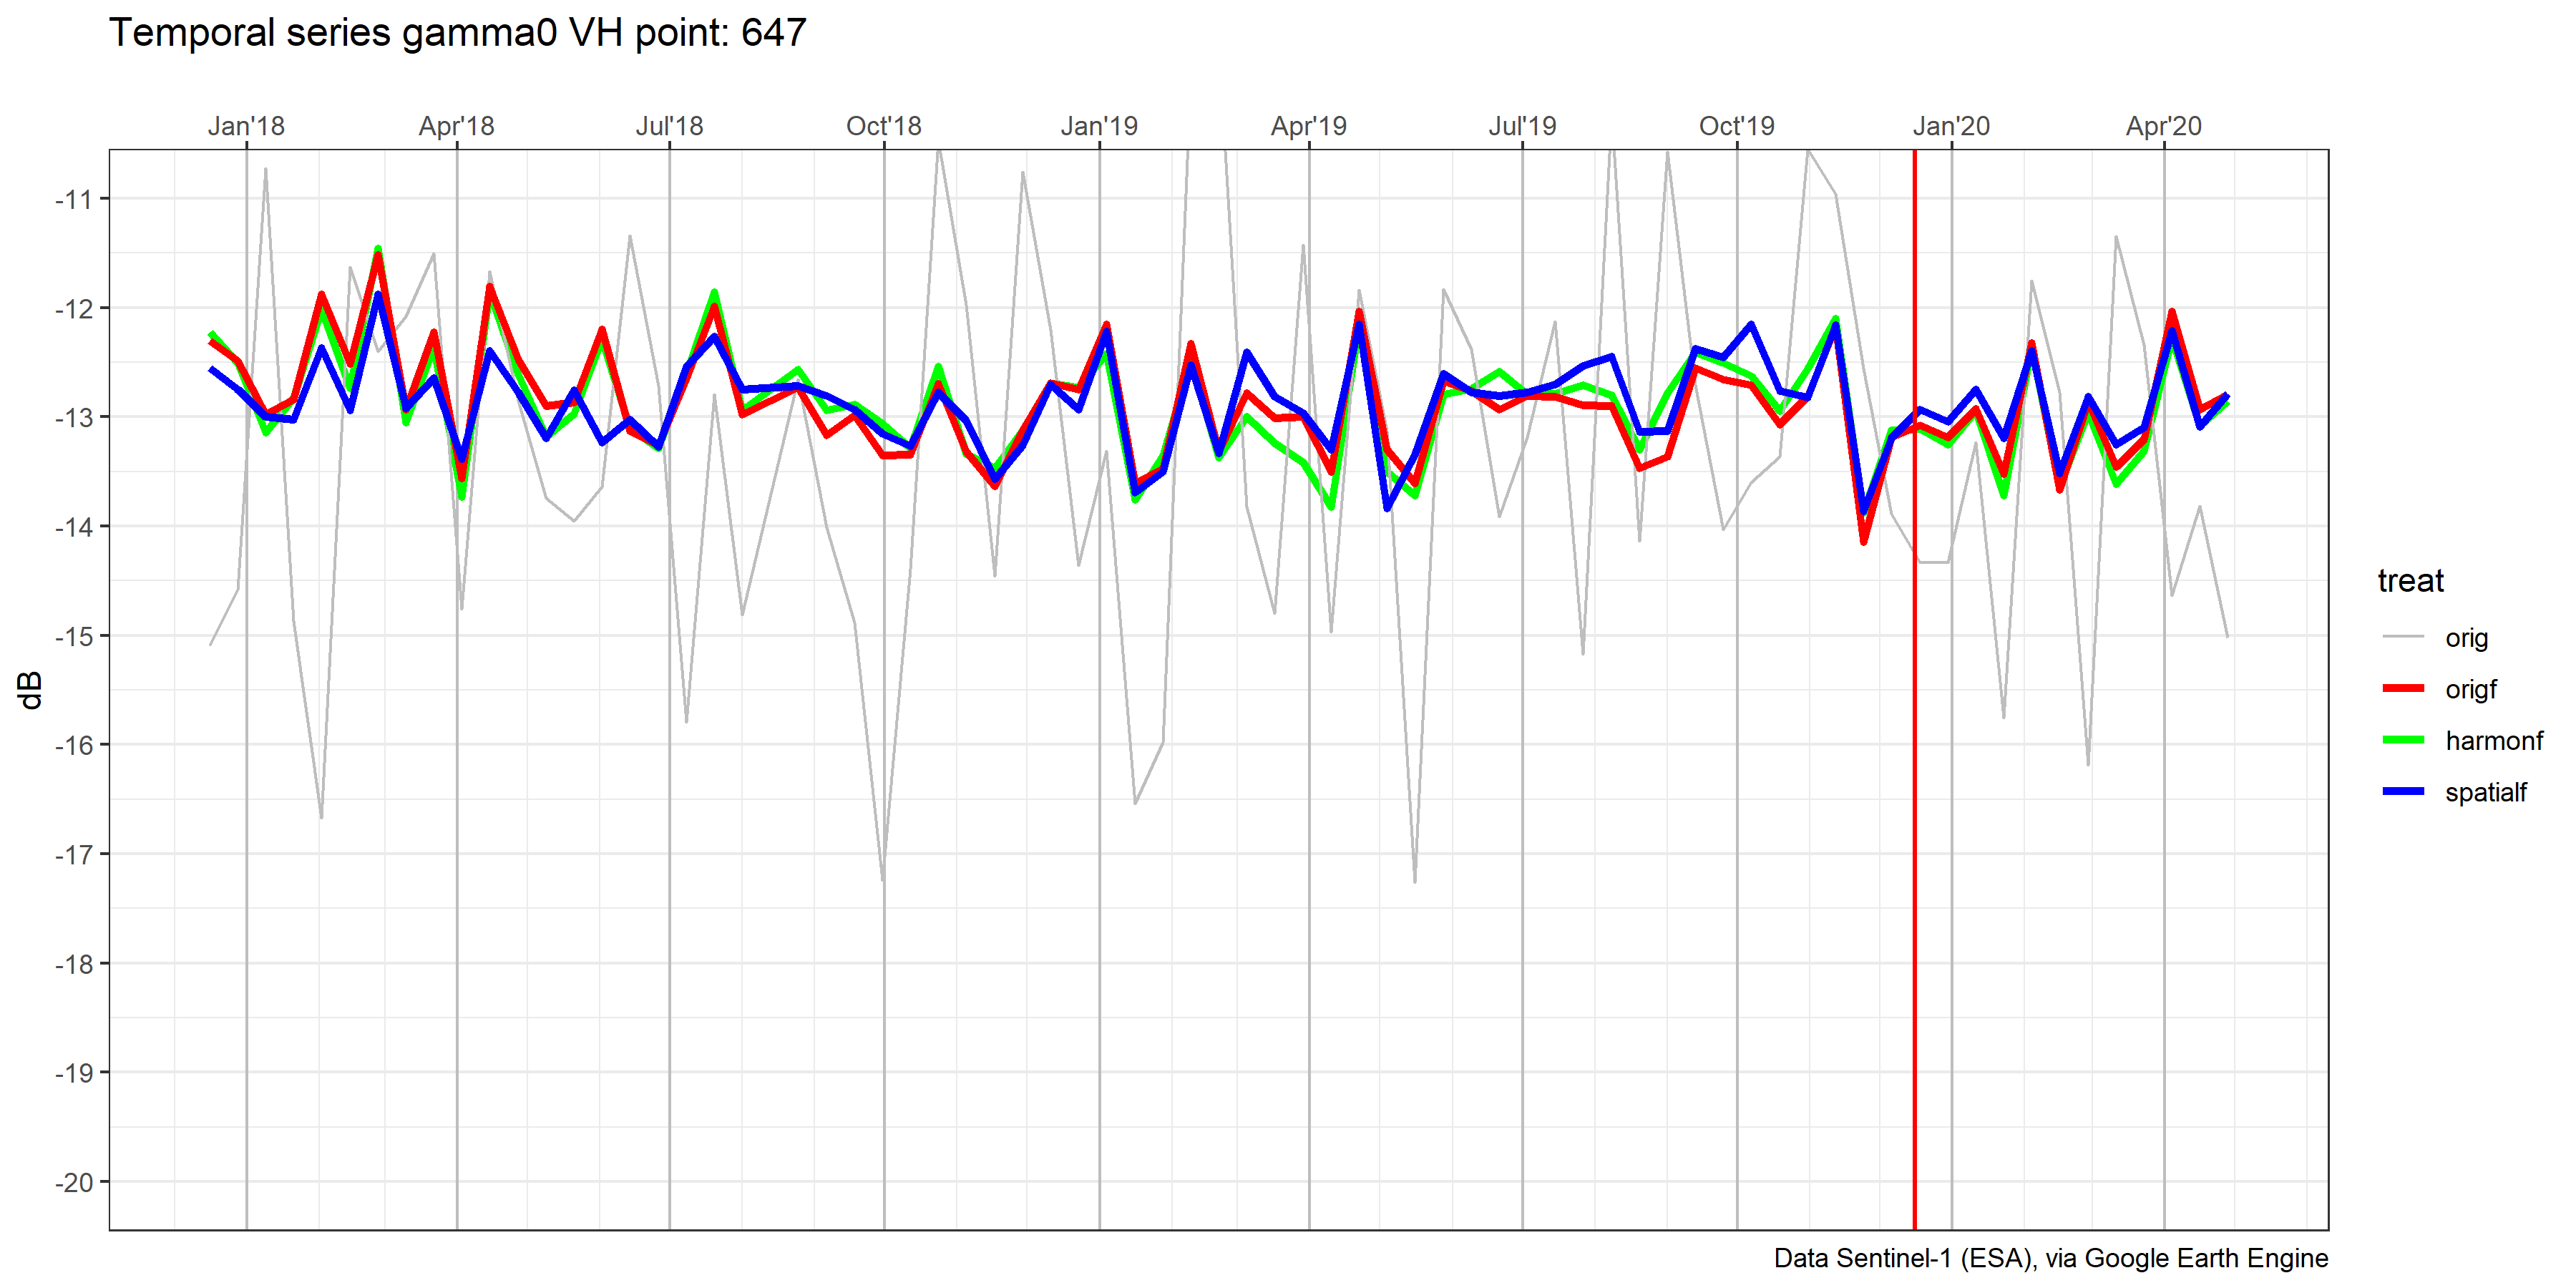 Temporal series gamma0 VH point: 647
Jan'18 Apr'18 Jul'18 Oct'18 Jan'19 Apr'19 Jul'19 Oct'19 Jan'20 Apr'20
-11
-12
-13
-14
-15
-16
-17
-18
-19
-20
dB
treat
orig
origf
harmonf
spatialf
Data Sentinel-1 (ESA), via Google Earth Engine